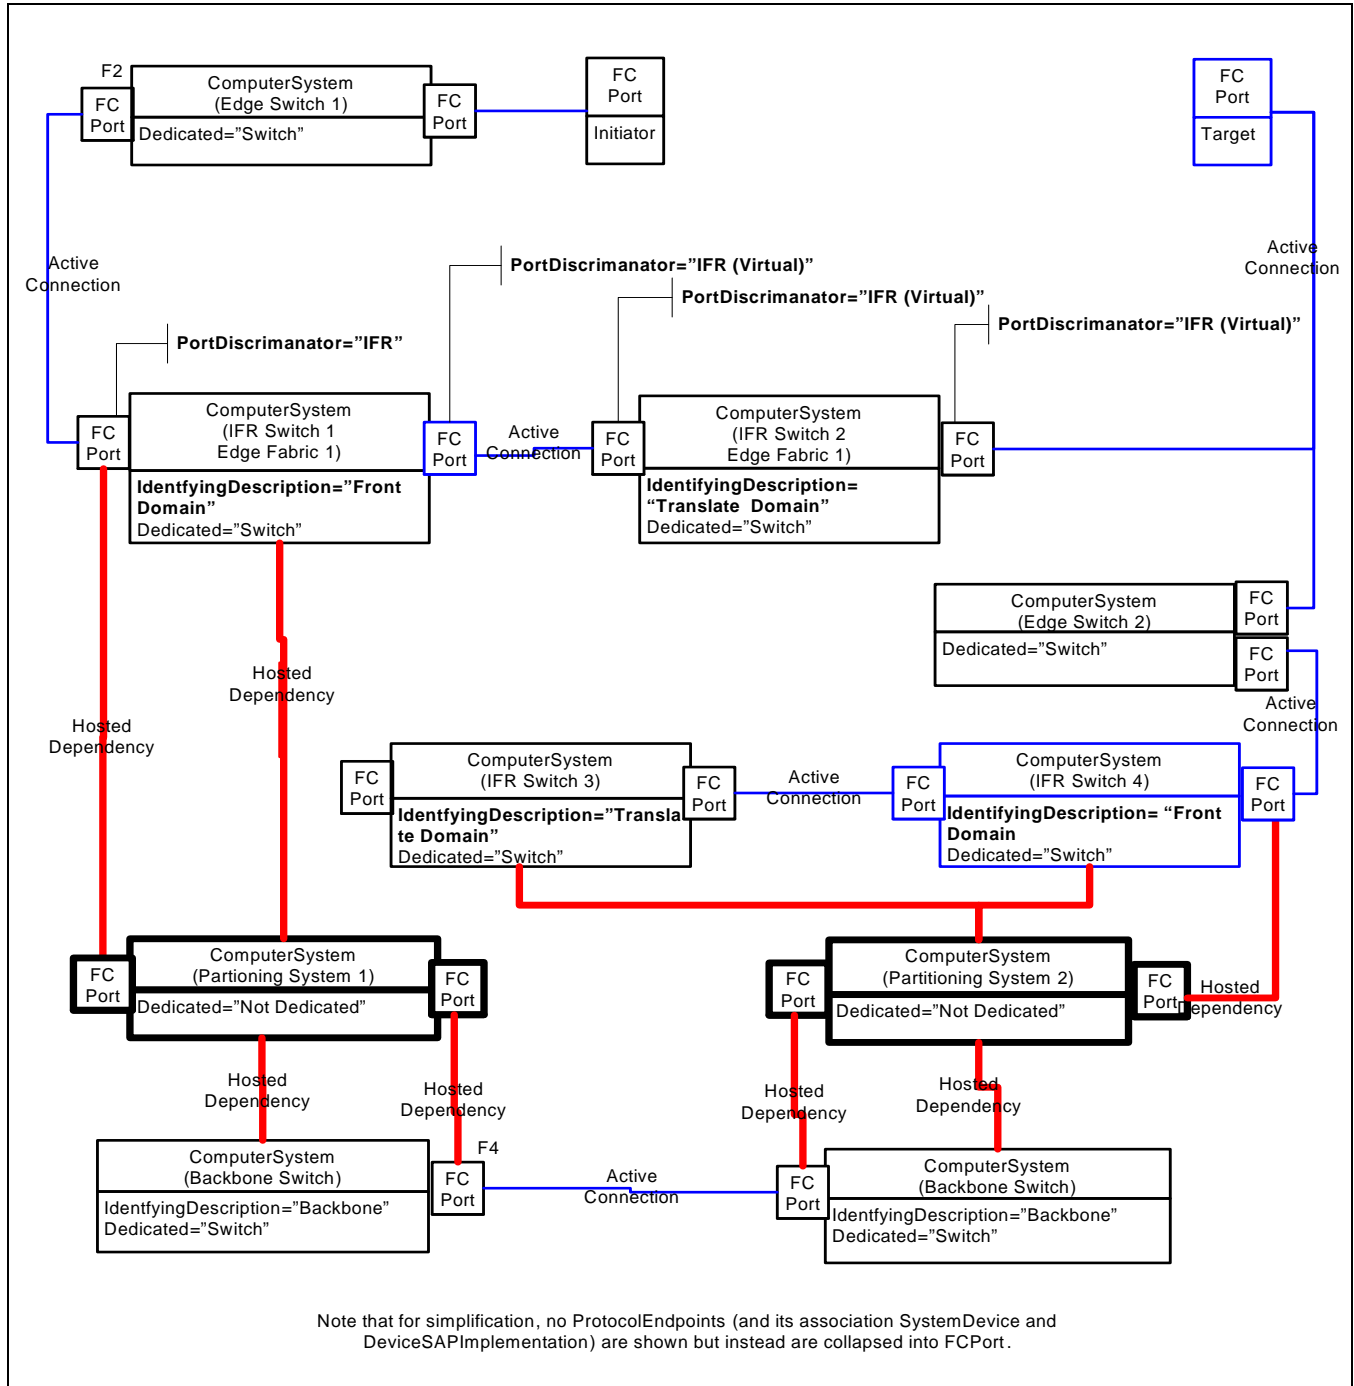 F2
ComputerSystem
(Edge Switch 1)
Dedicated="Switch"
FC
Port
FC
Port
FC
Port
Initiator
FC
Port
Target
Active
Connection
Active
Connection
PortDiscrimanator="IFR (Virtual)"
PortDiscrimanator="IFR (Virtual)"
PortDiscrimanator="IFR (Virtual)"
PortDiscrimanator="IFR"
FC
Port
ComputerSystem
(IFR Switch 1
Edge Fabric 1)
IdentfyingDescription="Front
Domain"
Dedicated="Switch"
FC
Port
Active
Connection
FC
Port
ComputerSystem
(IFR Switch 2
Edge Fabric 1)
IdentifyingDescription=
“Translate Domain”
Dedicated="Switch"
FC
Port
ComputerSystem
(Edge Switch 2)
Dedicated="Switch"
FC
Port
FC
Port
Active
Connection
Hosted
Dependency
Hosted
Dependency
FC
Port
ComputerSystem
(IFR Switch 3)
IdentifyingDescription="Transla
te Domain"
Dedicated="Switch"
FC
Port
Active
Connection
FC
Port
ComputerSystem
(IFR Switch 4)
IdentifyingDescription= “Front
Domain
Dedicated="Switch"
FC
Port
FC
Port
ComputerSystem
(Partioning System 1)
Dedicated="Not Dedicated"
FC
Port
FC
Port
ComputerSystem
(Partitioning System 2)
Dedicated="Not Dedicated"
FC
Port
Hosted
Dependency
Hosted
Dependency
Hosted
Dependency
Hosted
Dependency
Hosted
Dependency
ComputerSystem
(Backbone Switch)
IdentfyingDescription="Backbone"
Dedicated="Switch"
F4
FC
Port
Active
Connection
FC
Port
ComputerSystem
(Backbone Switch)
IdentfyingDescription="Backbone"
Dedicated="Switch"
Note that for simplification, no ProtocolEndpoints (and its association SystemDevice and
DeviceSAPImplementation) are shown but instead are collapsed into FCPort.